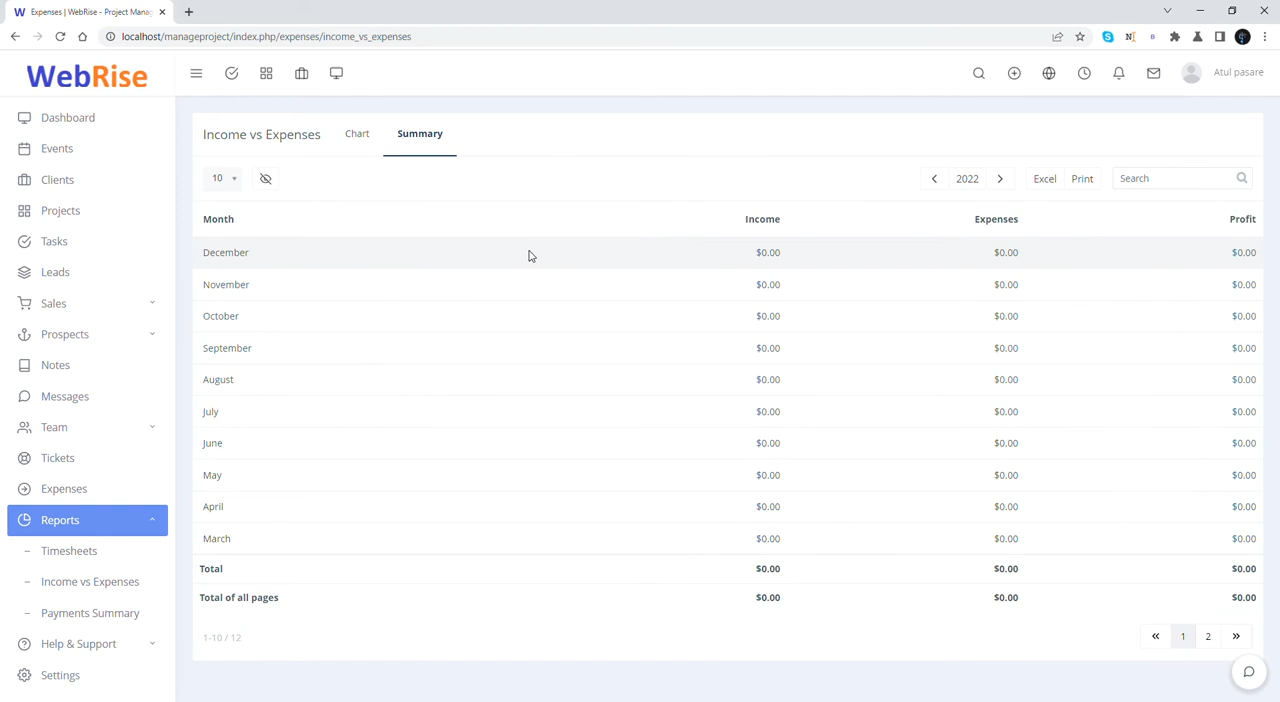 Expenses | WebRise - Project Manag
localhost/manageproject/index.php/expenses/income_vs_expenses
WebRise
Atul pasare
Dashboard
Events
Clients
Projects
Tasks
Leads
Sales
Prospects
Notes
Messages
Team
Tickets
Expenses
Reports
– Timesheets
– Income vs Expenses
– Payments Summary
Help & Support
Settings
Income vs Expenses Chart Summary
10 2022 Excel Print Search
Month Income Expenses Profit
December $0.00 $0.00 $0.00
November $0.00 $0.00 $0.00
October $0.00 $0.00 $0.00
September $0.00 $0.00 $0.00
August $0.00 $0.00 $0.00
July $0.00 $0.00 $0.00
June $0.00 $0.00 $0.00
May $0.00 $0.00 $0.00
April $0.00 $0.00 $0.00
March $0.00 $0.00 $0.00
Total $0.00 $0.00 $0.00
Total of all pages $0.00 $0.00 $0.00
1-10 / 12 « 1 2 »